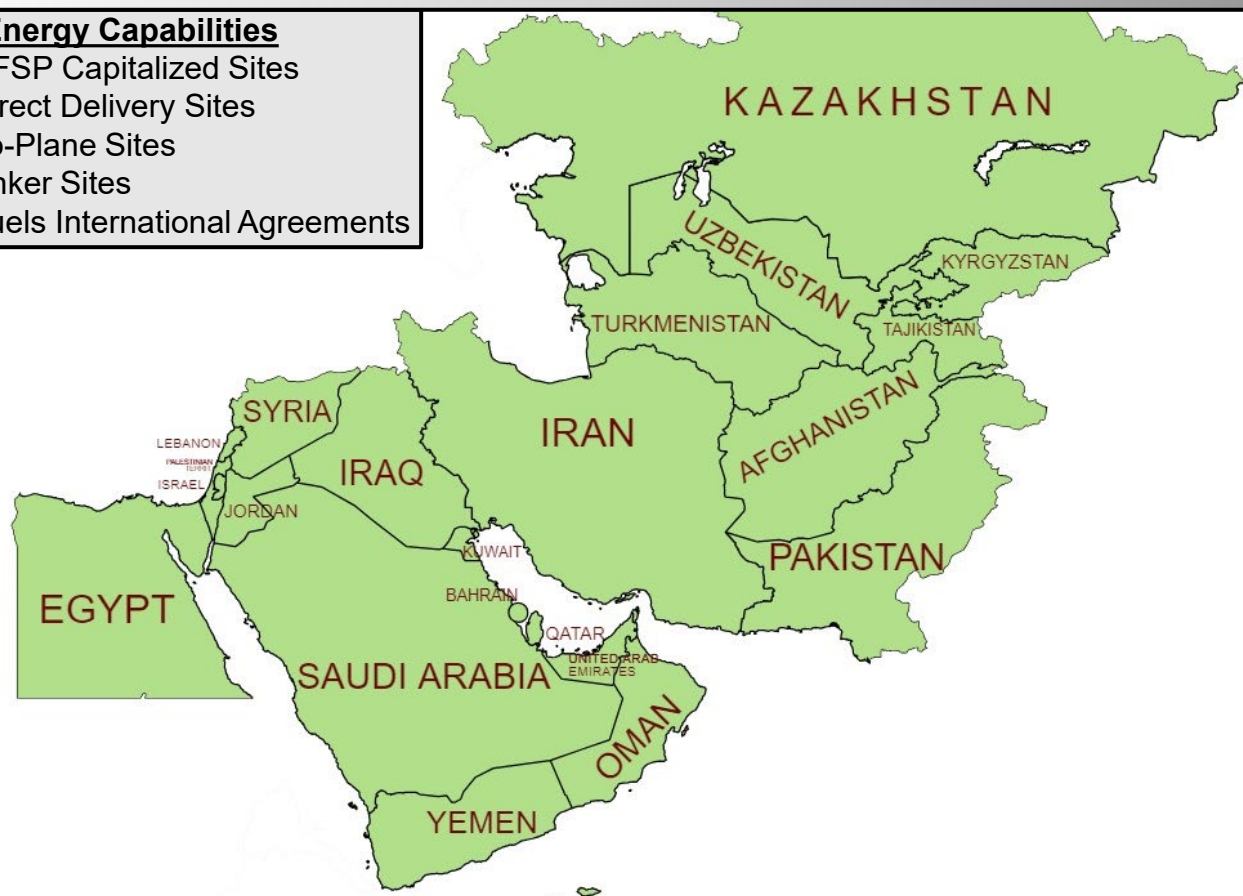 Energy Capabilities
FSP Capitalized Sites
rect Delivery Sites
o-Plane Sites
nker Sites
uels International Agreements
KAZAKHSTAN
UZBEKISTAN
KYRGYZSTAN
TURKMENISTAN
TAJIKISTAN
AFGHANISTAN
SYRIA
IRAN
LEBANON
PALESTINIAN
ISRAEL
IRAQ
JORDAN
KUWAIT
PAKISTAN
BAHRAIN
EGYPT
QATAR
UNITED ARAB
EMIRATES
SAUDI ARABIA
OMAN
YEMEN